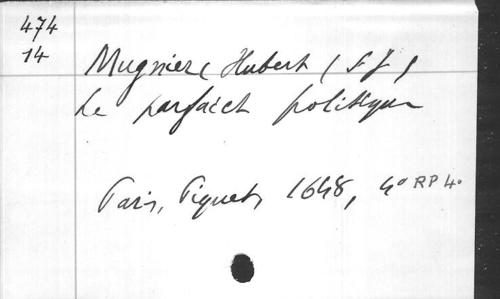 474
14
Mugnier, Hubert (S J)
Le parfaict politique
Paris, Piquet, 1648, 4° RP 4°